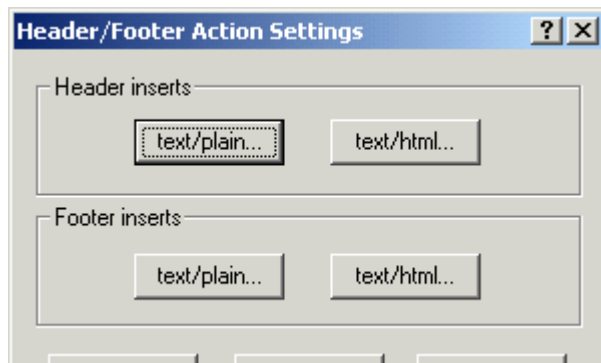 Header/Footer Action Settings
Header inserts
text/plain... text/html...
Footer inserts
text/plain... text/html...